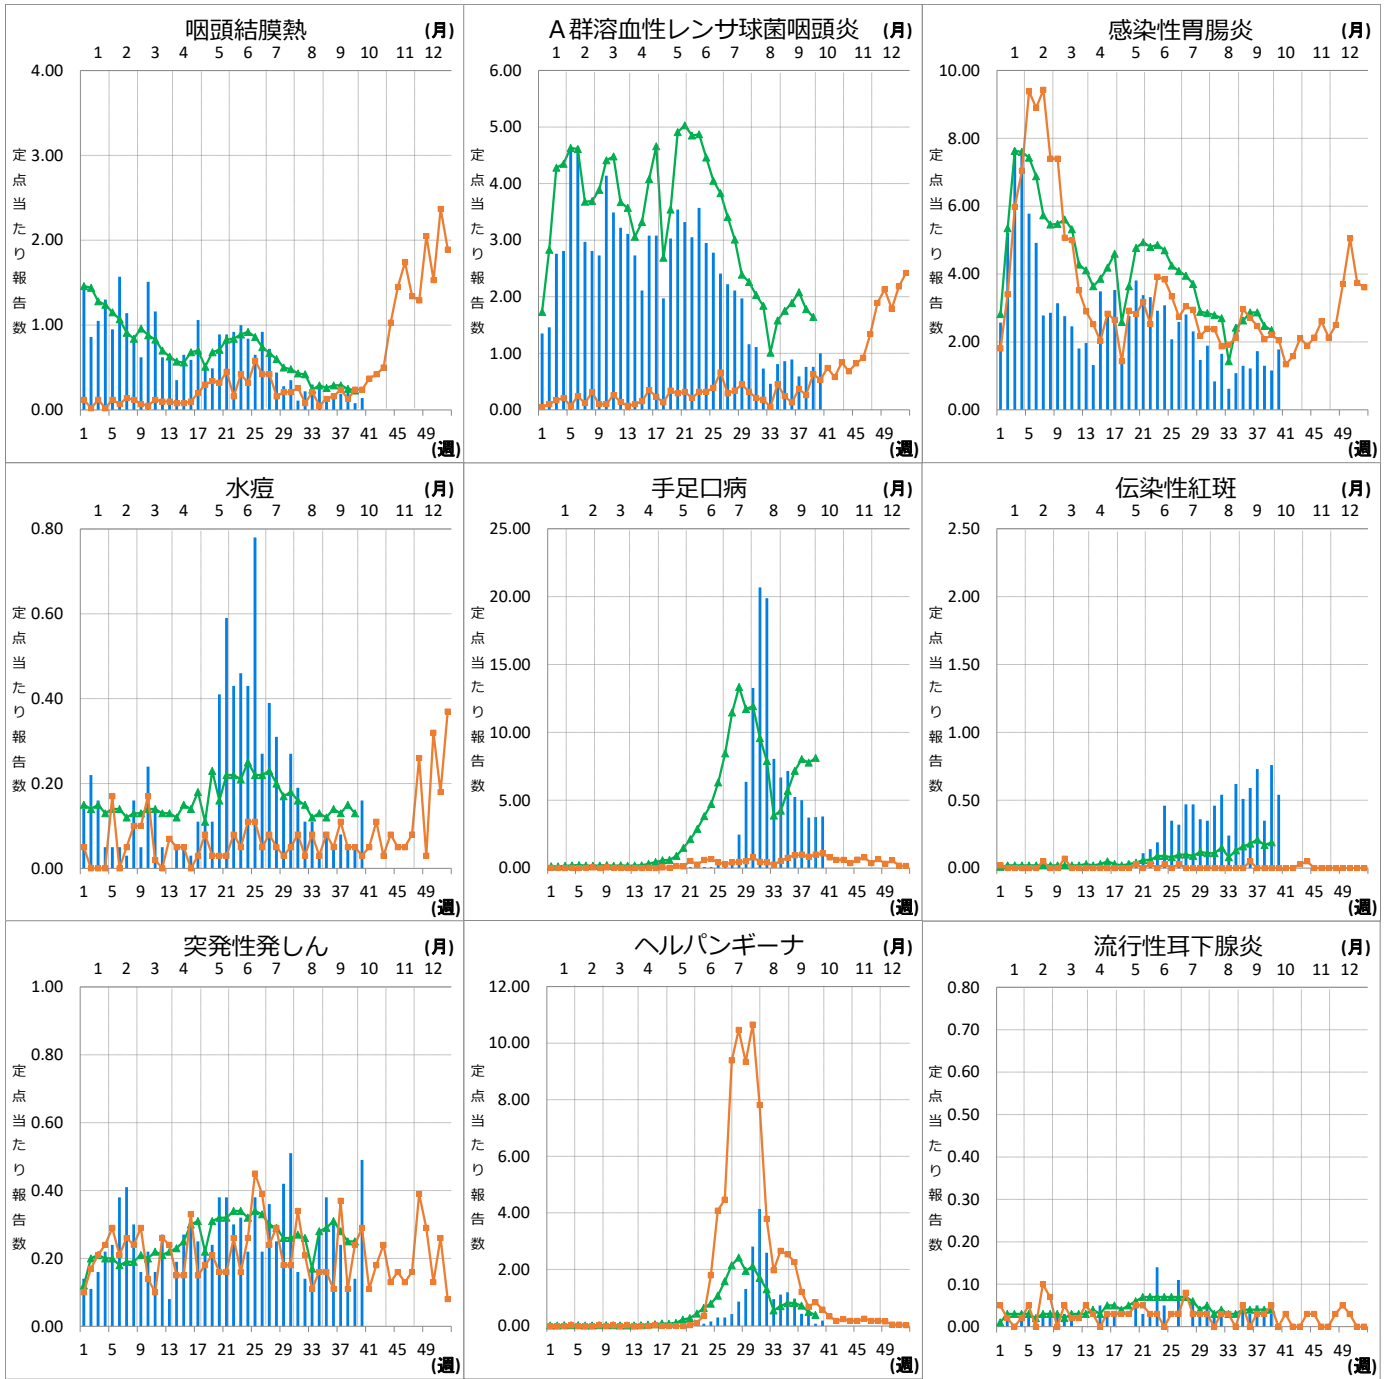 咽頭結膜熱 (月)
1 2 3 4 5 6 7 8 9 10 11 12
4.00
3.00
2.00
1.00
0.00
定点当たり報告数
1 5 9 13 17 21 25 29 33 37 41 45 49
(週)
A群溶血性レンサ球菌咽頭炎 (月)
1 2 3 4 5 6 7 8 9 10 11 12
6.00
5.00
4.00
3.00
2.00
1.00
0.00
定点当たり報告数
1 5 9 13 17 21 25 29 33 37 41 45 49
(週)
感染性胃腸炎 (月)
1 2 3 4 5 6 7 8 9 10 11 12
10.00
8.00
6.00
4.00
2.00
0.00
定点当たり報告数
1 5 9 13 17 21 25 29 33 37 41 45 49
(週)
水痘 (月)
1 2 3 4 5 6 7 8 9 10 11 12
0.80
0.60
0.40
0.20
0.00
定点当たり報告数
1 5 9 13 17 21 25 29 33 37 41 45 49
(週)
手足口病 (月)
1 2 3 4 5 6 7 8 9 10 11 12
25.00
20.00
15.00
10.00
5.00
0.00
定点当たり報告数
1 5 9 13 17 21 25 29 33 37 41 45 49
(週)
伝染性紅斑 (月)
1 2 3 4 5 6 7 8 9 10 11 12
2.50
2.00
1.50
1.00
0.50
0.00
定点当たり報告数
1 5 9 13 17 21 25 29 33 37 41 45 49
(週)
突発性発しん (月)
1 2 3 4 5 6 7 8 9 10 11 12
1.00
0.80
0.60
0.40
0.20
0.00
定点当たり報告数
1 5 9 13 17 21 25 29 33 37 41 45 49
(週)
ヘルパンギーナ (月)
1 2 3 4 5 6 7 8 9 10 11 12
12.00
10.00
8.00
6.00
4.00
2.00
0.00
定点当たり報告数
1 5 9 13 17 21 25 29 33 37 41 45 49
(週)
流行性耳下腺炎 (月)
1 2 3 4 5 6 7 8 9 10 11 12
0.80
0.70
0.60
0.50
0.40
0.30
0.20
0.10
0.00
定点当たり報告数
1 5 9 13 17 21 25 29 33 37 41 45 49
(週)